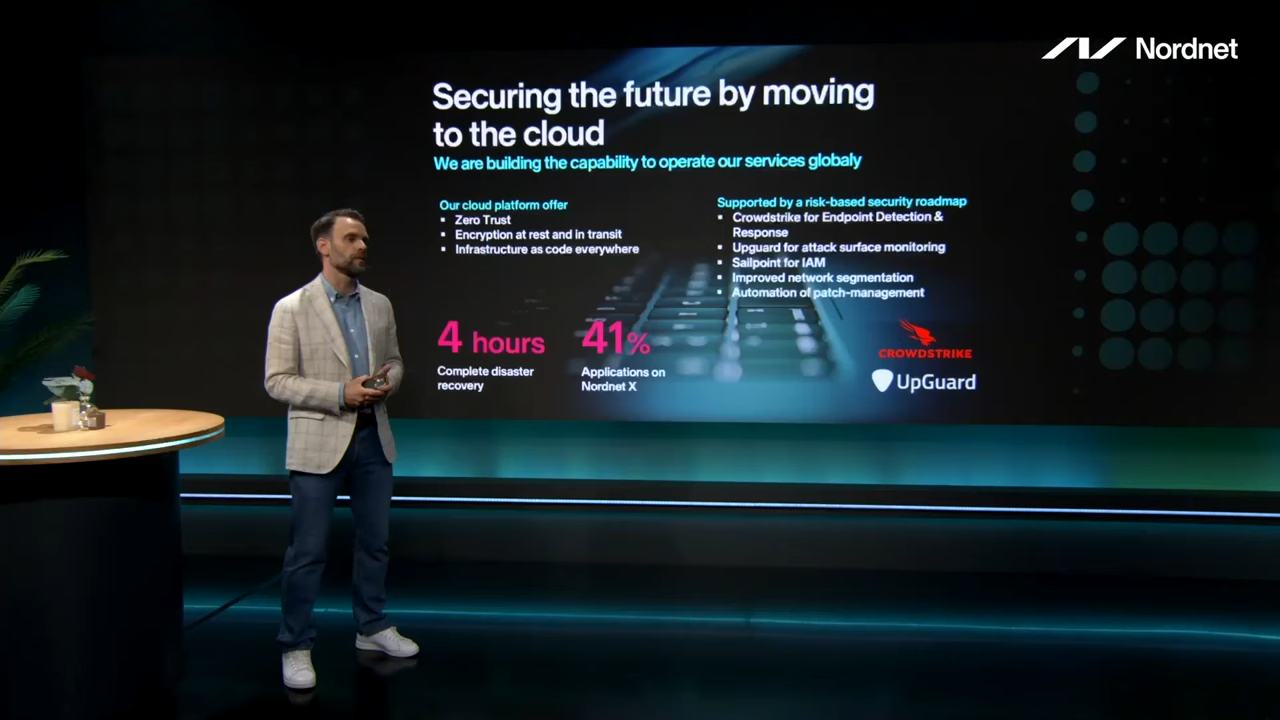 Nordnet
Securing the future by moving
to the cloud
We are building the capability to operate our services globaly
Our cloud platform offer
▪ Zero Trust
▪ Encryption at rest and in transit
▪ Infrastructure as code everywhere
Supported by a risk-based security roadmap
▪ Crowdstrike for Endpoint Detection &
Response
▪ Upguard for attack surface monitoring
▪ Sailpoint for IAM
▪ Improved network segmentation
▪ Automation of patch-management
4 hours
Complete disaster
recovery
41%
Applications on
Nordnet X
CROWDSTRIKE
UpGuard